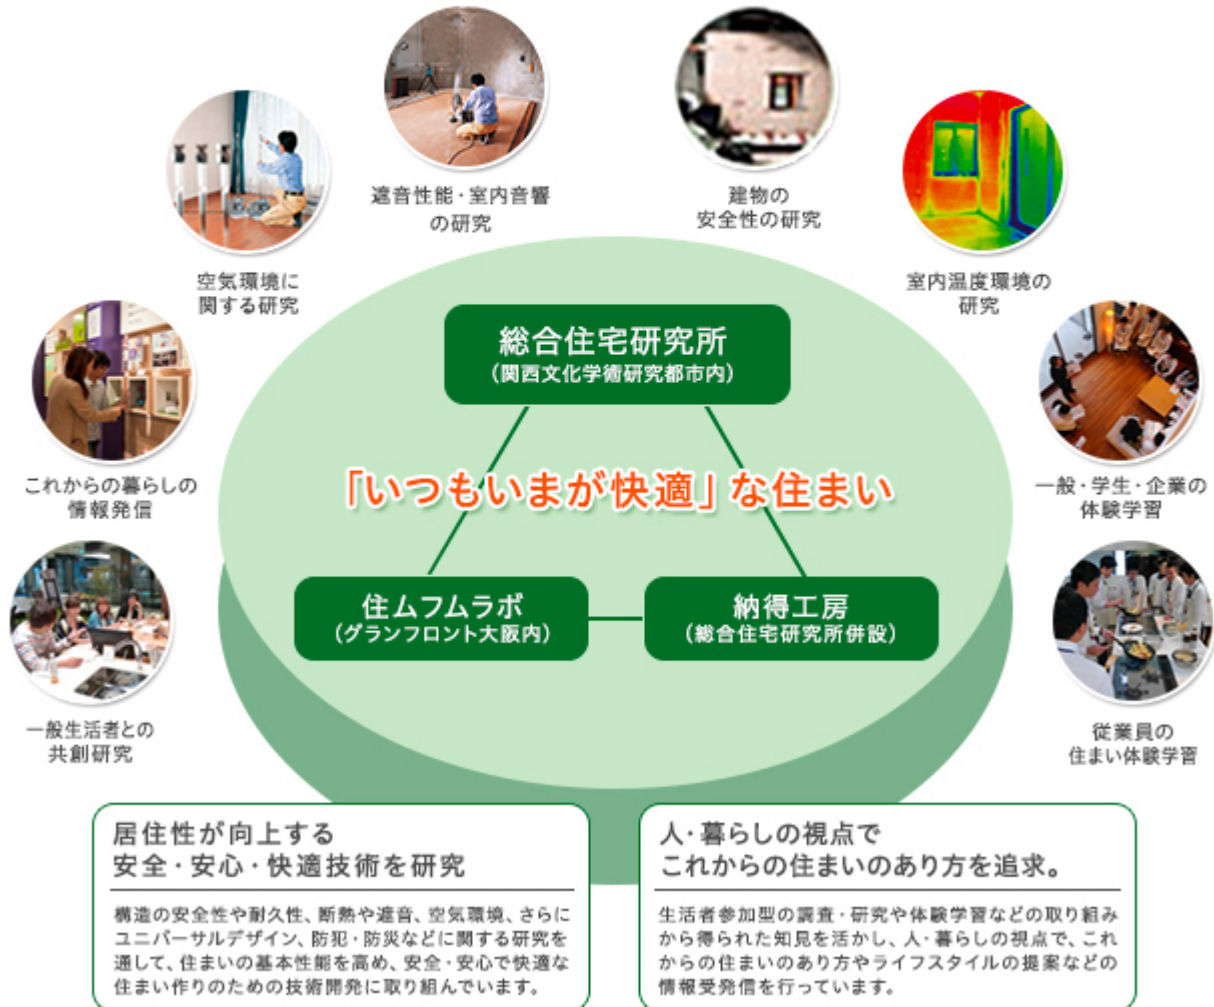 遮音性能・室内音響
の研究
建物の
安全性の研究
空気環境に
関する研究
室内温度環境の
研究
総合住宅研究所
(関西文化学術研究都市内)
これからの暮らしの
情報発信
「いつもいまが快適」な住まい
一般・学生・企業の
体験学習
住ムフムラボ
(グランフロント大阪内)
納得工房
(総合住宅研究所併設)
一般生活者との
共創研究
従業員の
住まい体験学習
居住性が向上する
安全・安心・快適技術を研究
構造の安全性や耐久性、断熱や遮音、空気環境、さらに
ユニバーサルデザイン、防犯・防災などに関する研究を
通して、住まいの基本性能を高め、安全・安心で快適な
住まい作りのための技術開発に取り組んでいます。
人・暮らしの視点で
これからの住まいのあり方を追求。
生活者参加型の調査・研究や体験学習などの取り組み
から得られた知見を活かし、人・暮らしの視点で、これ
からの住まいのあり方やライフスタイルの提案などの
情報受発信を行っています。